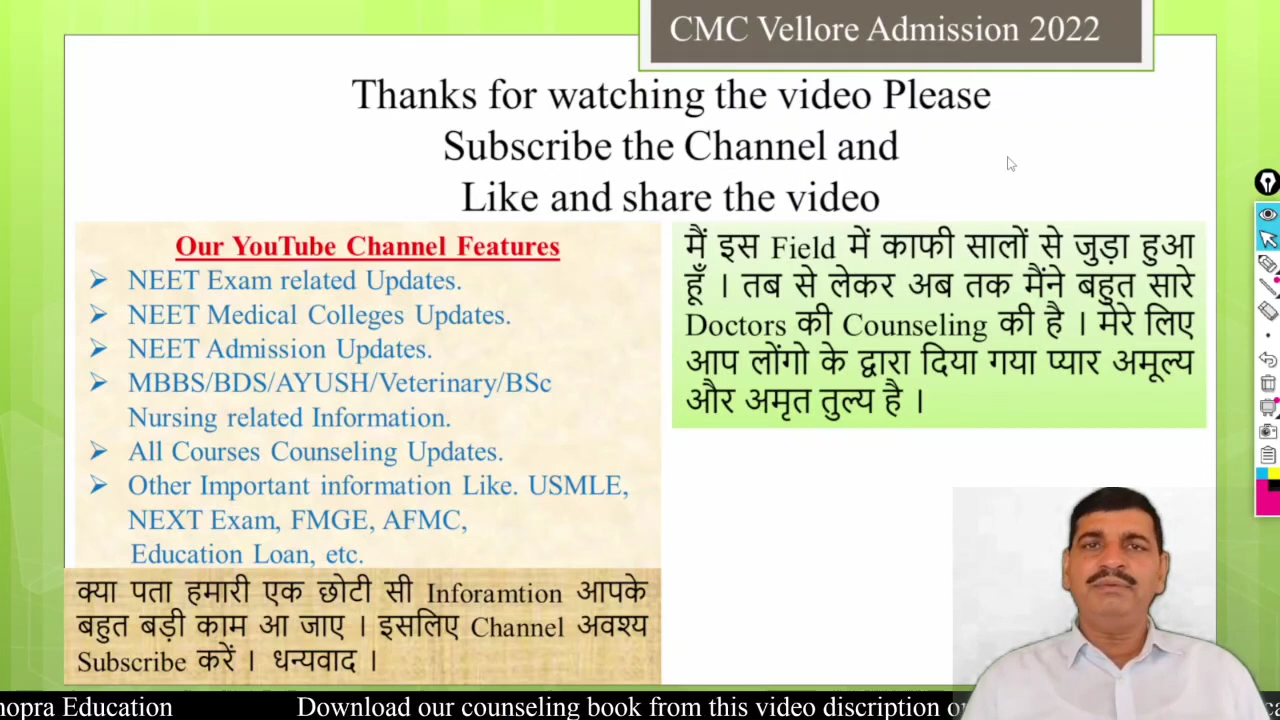 CMC Vellore Admission 2022
Thanks for watching the video Please
Subscribe the Channel and
Like and share the video
Our YouTube Channel Features
NEET Exam related Updates.
NEET Medical Colleges Updates.
NEET Admission Updates.
MBBS/BDS/AYUSH/Veterinary/BSc
Nursing related Information.
All Courses Counseling Updates.
Other Important information Like. USMLE,
NEXT Exam, FMGE, AFMC,
Education Loan, etc.
क्या पता हमारी एक छोटी सी Inforamtion आपके
बहुत बड़ी काम आ जाए । इसलिए Channel अवश्य
Subscribe करें । धन्यवाद ।
मैं इस Field में काफी सालों से जुड़ा हुआ
हूँ । तब से लेकर अब तक मैंने बहुत सारे
Doctors की Counseling की है । मेरे लिए
आप लोंगो के द्वारा दिया गया प्यार अमूल्य
और अमृत तुल्य है ।
Education Download our counseling book from this video discription